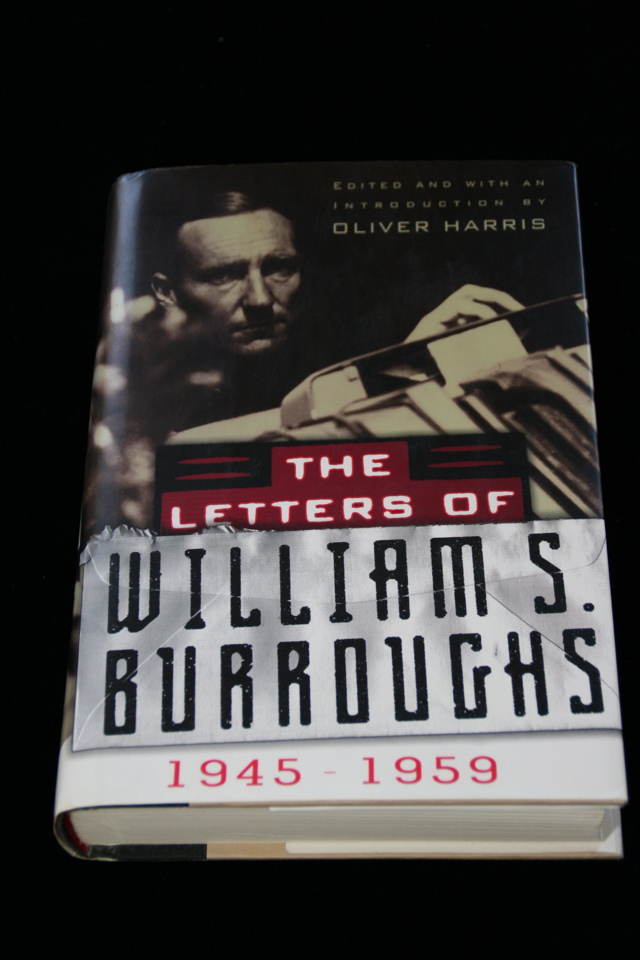 EDITED AND WITH AN
INTRODUCTION BY
OLIVER HARRIS
THE
LETTERS OF
WILLIAM S.
BURROUGHS
1945 - 1959